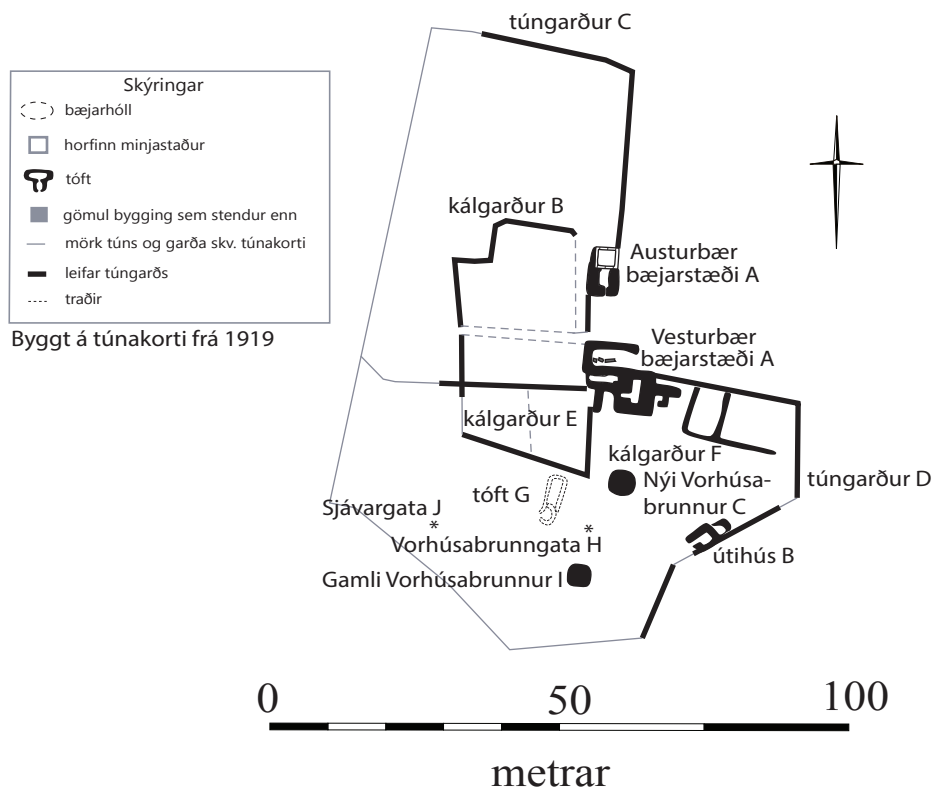 túngarður C
Skýringar
bæjarhóll
horfinn minjastaður
tóft
gömul bygging sem stendur enn
mörk túns og garða skv. túnakorti
leifar túngarðs
traðir
Byggt á túnakorti frá 1919
kálgarður B
Austurbær
bæjarstæði A
Vesturbær
bæjarstæði A
kálgarður E
kálgarður F
túngarður D
Nýi Vorhúsa-
brunnur C
tóft G
Sjávargata J
*
*
Vorhúsabrunngata H
útihús B
Gamli Vorhúsabrunnur I
0 50 100
metrar